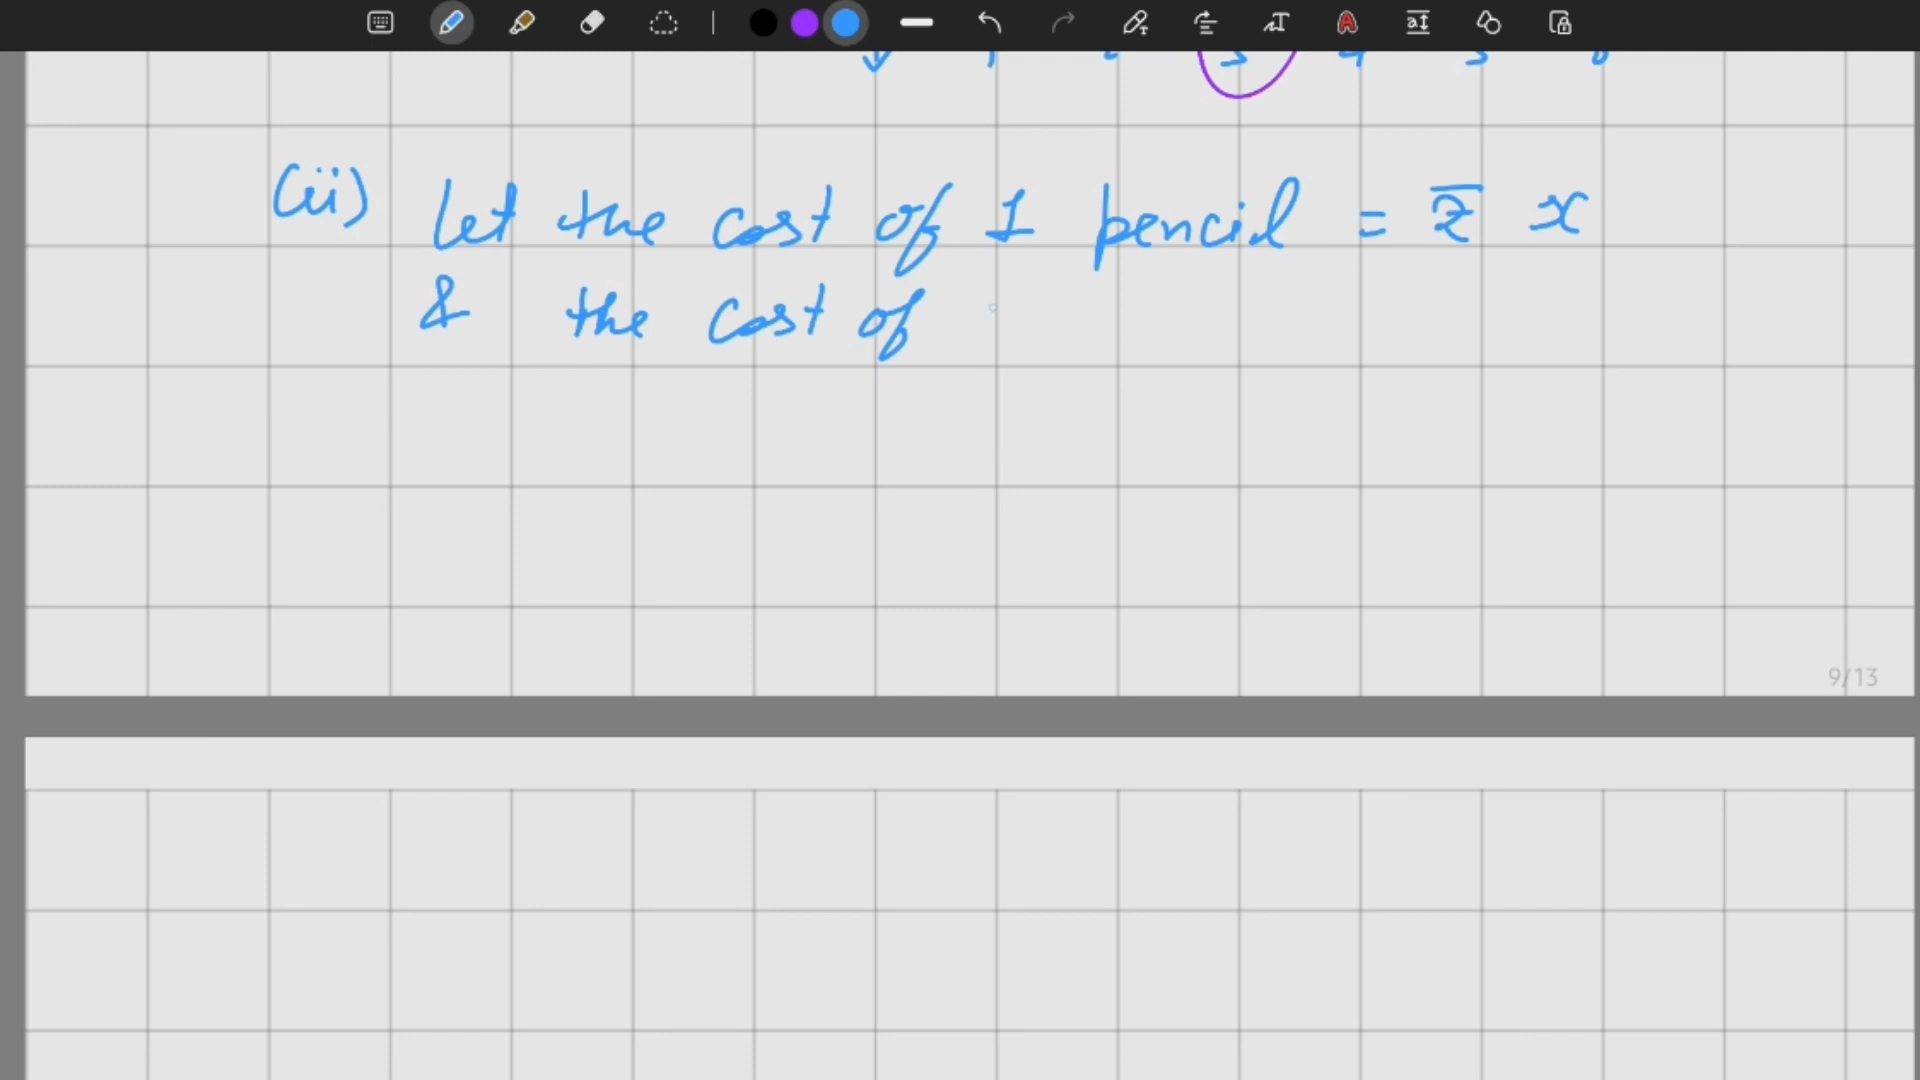 (ii) Let the cost of 1 pencil = ₹ x
& the cost of
9/13